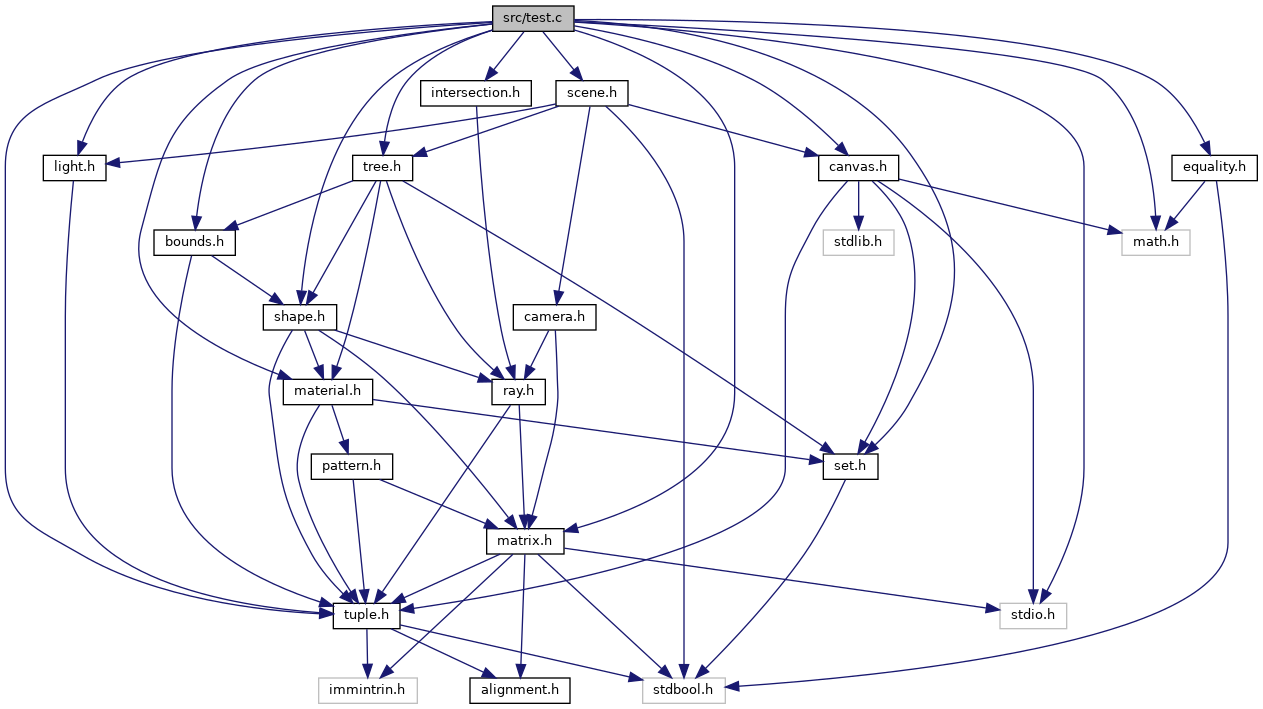 src/test.c
intersection.h
scene.h
light.h
tree.h
canvas.h
equality.h
bounds.h
stdlib.h
math.h
shape.h
camera.h
material.h
ray.h
pattern.h
set.h
matrix.h
tuple.h
stdio.h
immintrin.h
alignment.h
stdbool.h